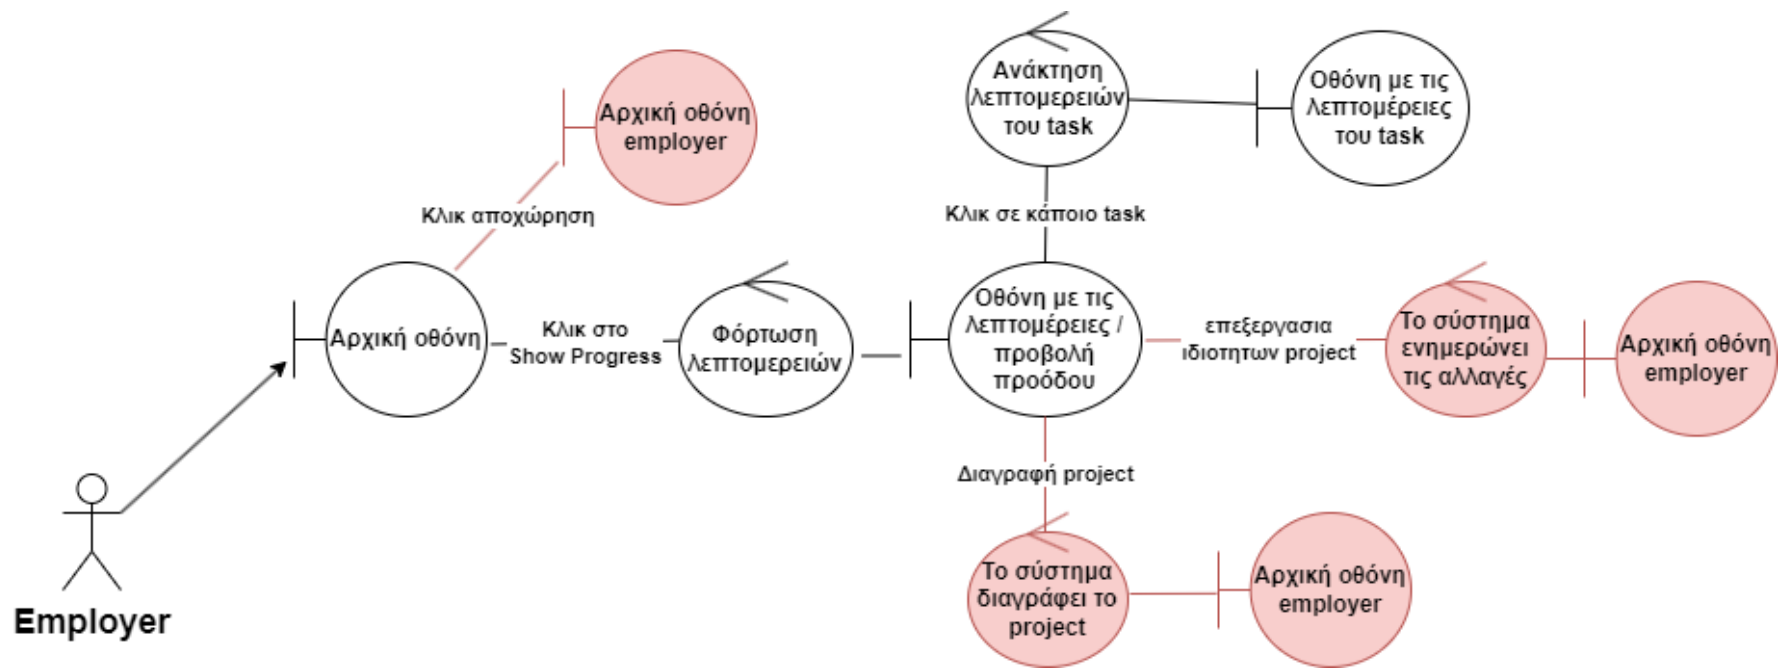 Ανάκτηση
λεπτομερειών
του task
Οθόνη με τις
λεπτομέρειες
του task
Αρχική οθόνη
employer
Κλικ αποχώρηση
Κλικ σε κάποιο task
Αρχική οθόνη
Κλικ στο
Show Progress
Φόρτωση
λεπτομερειών
Οθόνη με τις
λεπτομέρειες /
προβολή
προόδου
επεξεργασια
ιδιοτητων project
Το σύστημα
ενημερώνει
τις αλλαγές
Αρχική οθόνη
employer
Διαγραφή project
Το σύστημα
διαγράφει το
project
Αρχική οθόνη
employer
Employer